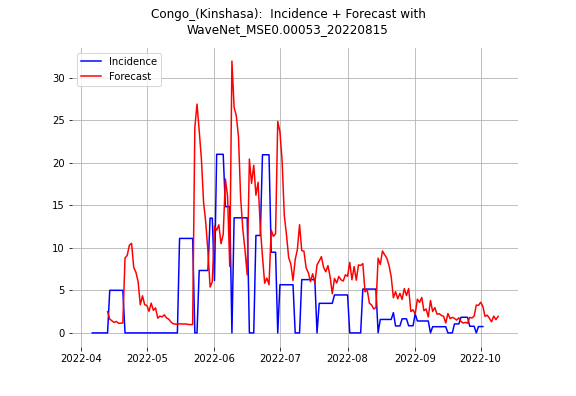 Congo_(Kinshasa):  Incidence + Forecast with
WaveNet_MSE0.00053_20220815
Incidence
Forecast
30
25
20
15
10
5
0
2022-04 2022-05 2022-06 2022-07 2022-08 2022-09 2022-10